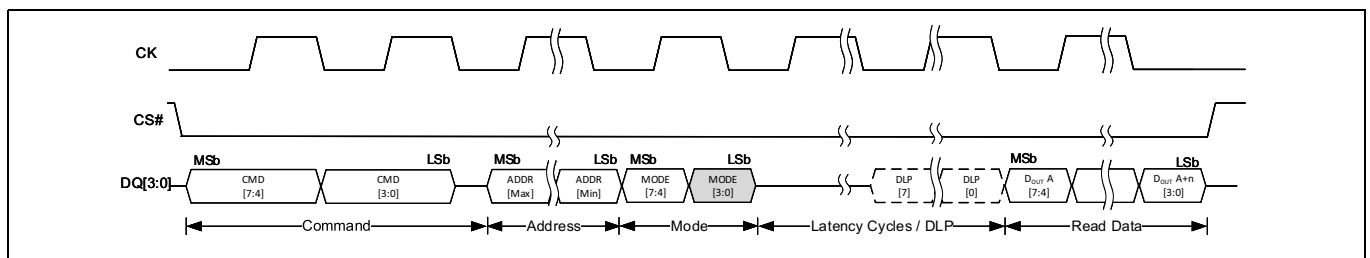 CK
CS#
MSb LSb MSb LSb MSb LSb MSb LSb
DQ[3:0]
CMD
[7:4]
CMD
[3:0]
ADDR
[Max]
ADDR
[Min]
MODE
[7:4]
MODE
[3:0]
DLP
[7]
DLP
[0]
DOUT A
[7:4]
DOUT A+n
[3:0]
Command Address Mode Latency Cycles / DLP Read Data